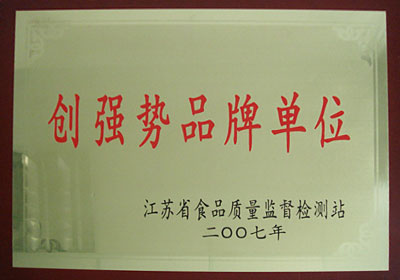 创强势品牌单位
江苏省食品质量监督检测站
二〇〇七年